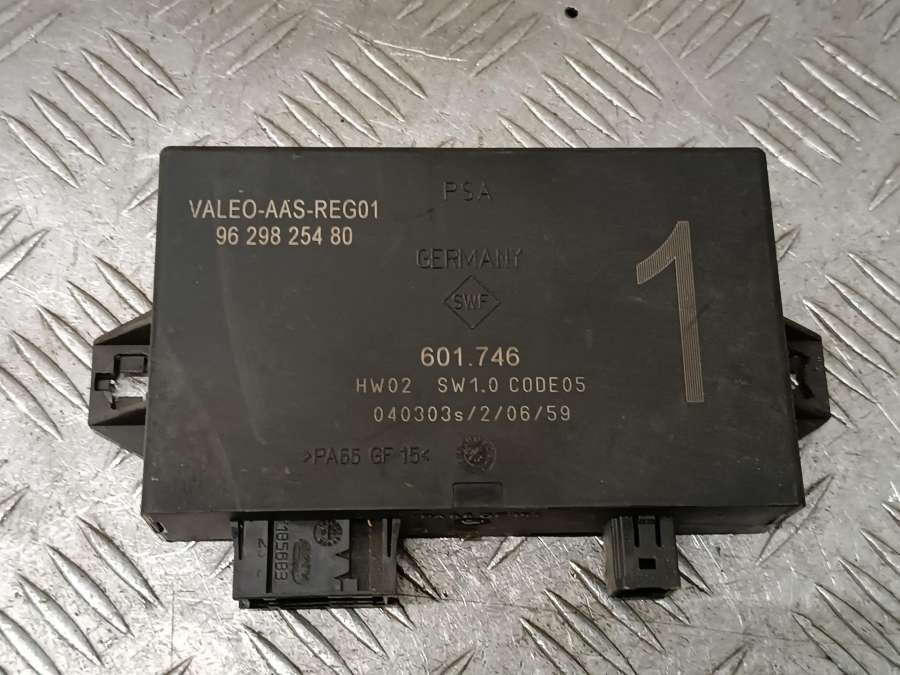 PSA
VALEO-AAS-REG01
96 298 254 80
GERMANY
SWF
1
601.746
HW02 SW1.0 CODE05
040303s/2/06/59
>PA66 GF 15<